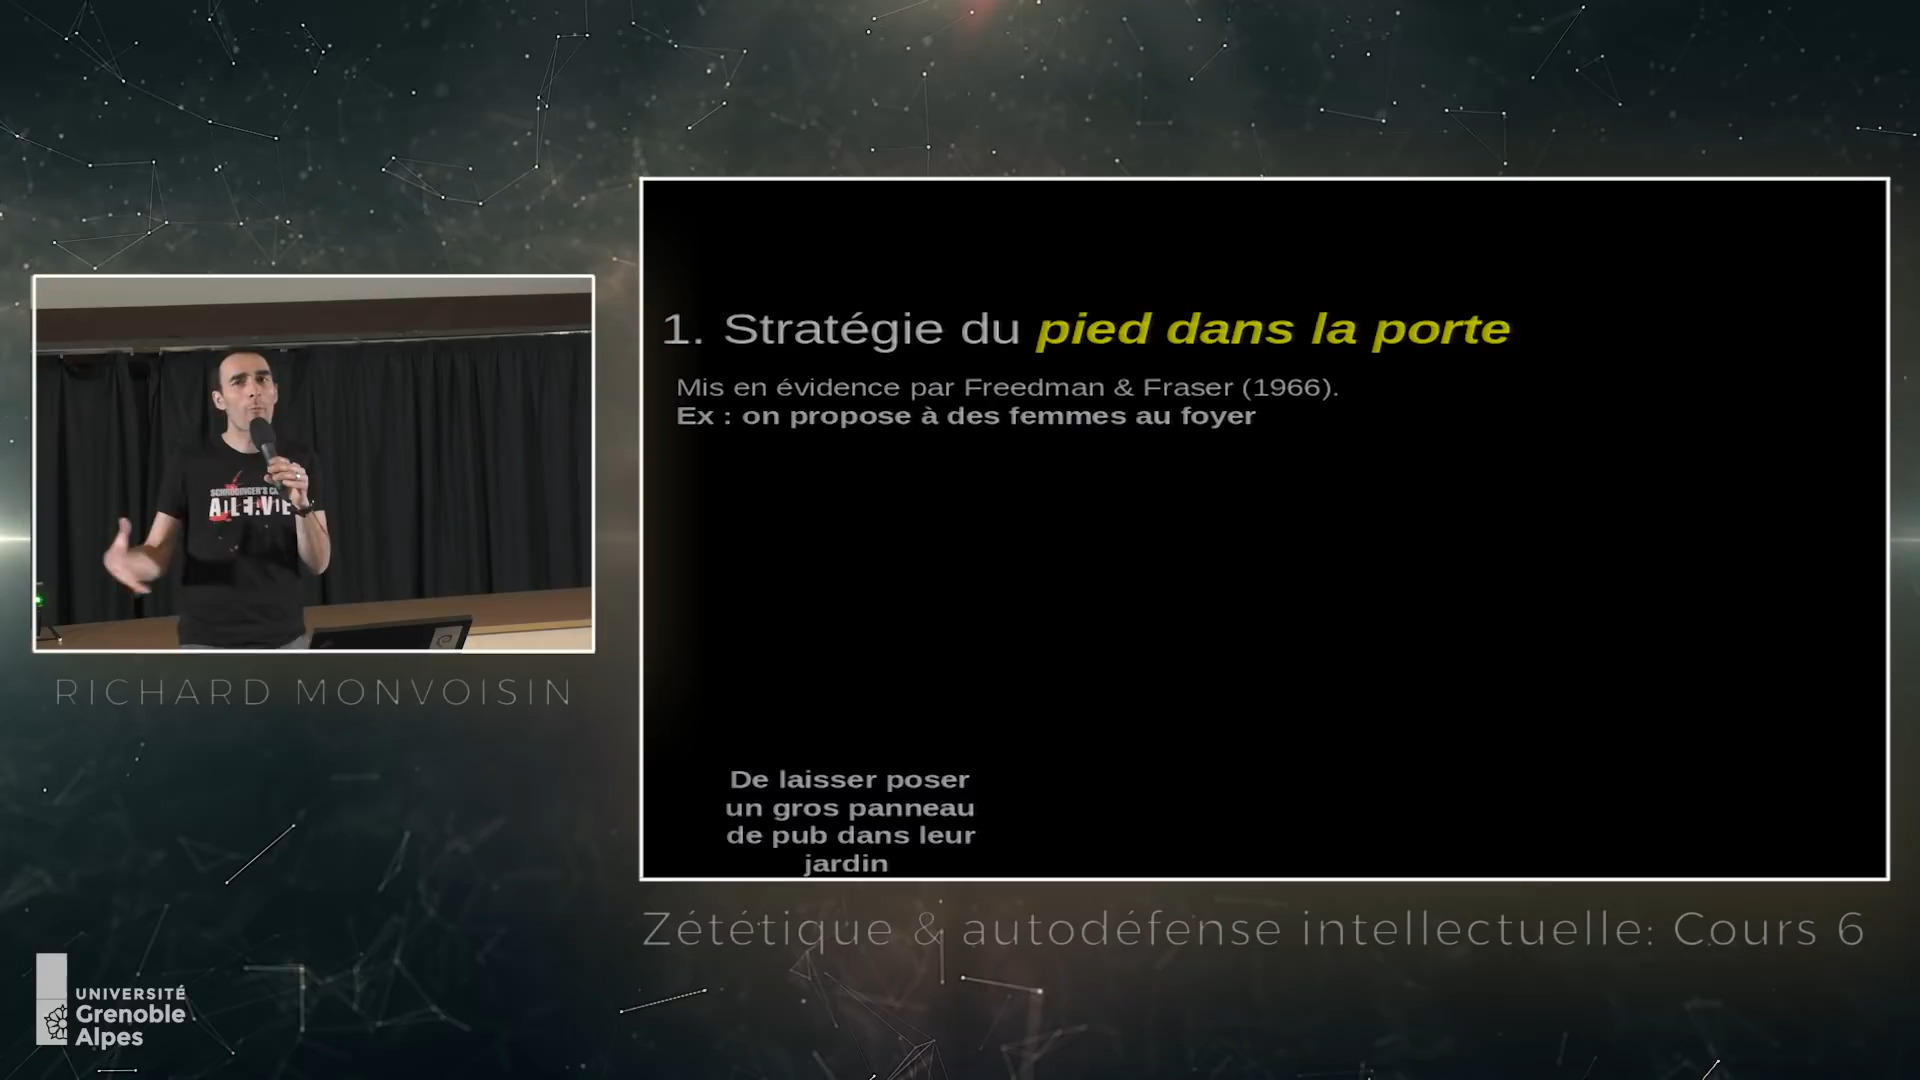 1. Stratégie du pied dans la porte
Mis en évidence par Freedman & Fraser (1966).
Ex : on propose à des femmes au foyer
De laisser poser
un gros panneau
de pub dans leur
jardin
SCHRÖDINGER'S
RICHARD MONVOISIN
Zététique & autodéfense intellectuelle: Cours 6
UNIVERSITÉ
Grenoble
Alpes